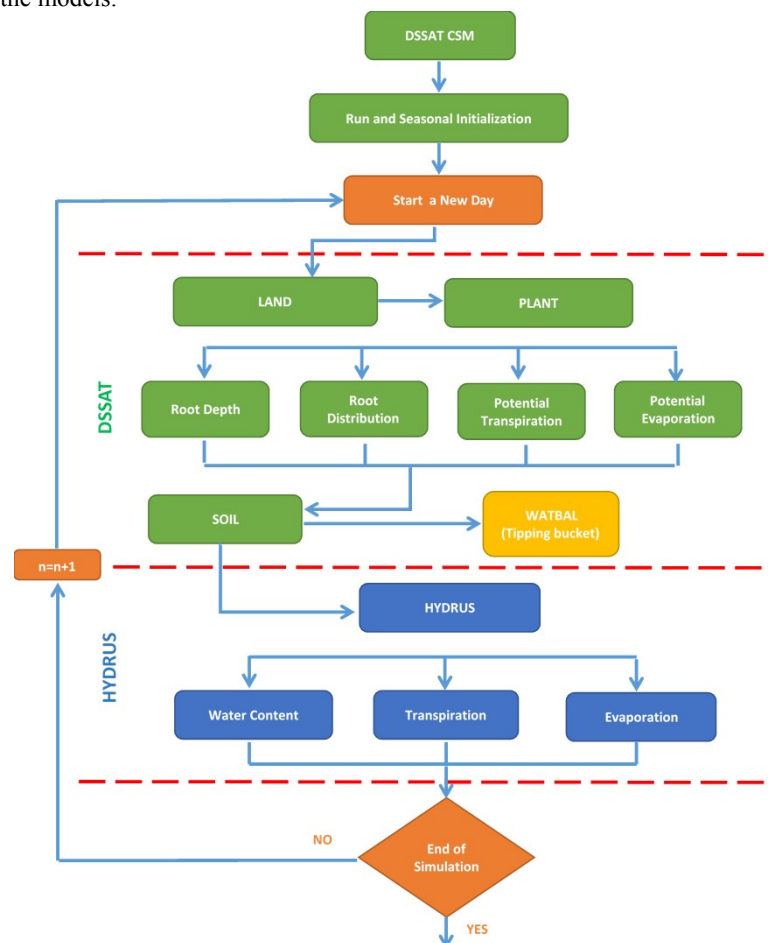 the models.
DSSAT CSM
Run and Seasonal Initialization
Start a New Day
LAND
PLANT
DSSAT
Root Depth
Root
Distribution
Potential
Transpiration
Potential
Evaporation
SOIL
WATBAL
(Tipping bucket)
n=n+1
HYDRUS
HYDRUS
Water Content
Transpiration
Evaporation
NO
End of
Simulation
YES